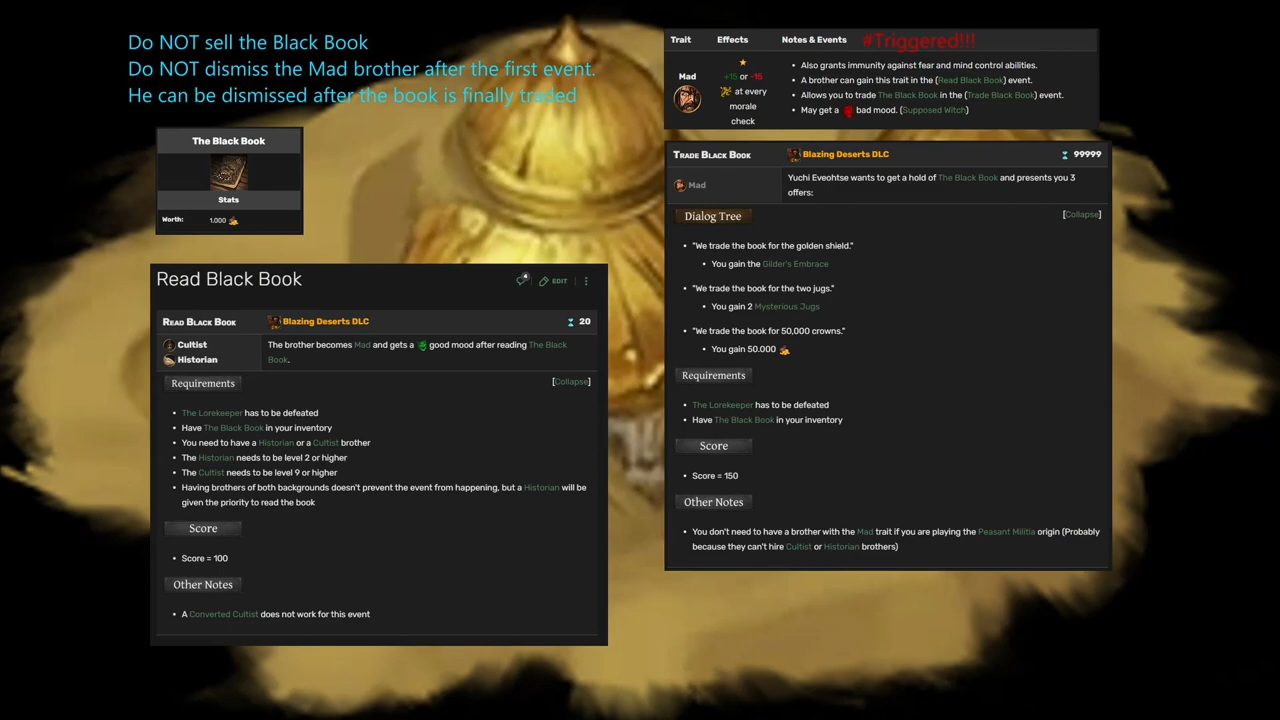 Do NOT sell the Black Book
Do NOT dismiss the Mad brother after the first event.
He can be dismissed after the book is finally traded
The Black Book
Stats
Worth: 1.000
Read Black Book
4
EDIT
READ BLACK BOOK Blazing Deserts DLC 20
Cultist
Historian
The brother becomes Mad and gets a good mood after reading The Black
Book.
Requirements [Collapse]
• The Lorekeeper has to be defeated
• Have The Black Book in your inventory
• You need to have a Historian or a Cultist brother
• The Historian needs to be level 2 or higher
• The Cultist needs to be level 9 or higher
• Having brothers of both backgrounds doesn't prevent the event from happening, but a Historian will be
given the priority to read the book
Score
• Score = 100
Other Notes
• A Converted Cultist does not work for this event
Trait Effects Notes & Events #Triggered!!!
Mad
+15 or -15
at every
morale
check
• Also grants immunity against fear and mind control abilities.
• A brother can gain this trait in the (Read Black Book) event.
• Allows you to trade The Black Book in the (Trade Black Book) event.
• May get a bad mood. (Supposed Witch)
TRADE BLACK BOOK Blazing Deserts DLC 99999
Mad
Yuchi Eveohtse wants to get a hold of The Black Book and presents you 3
offers:
Dialog Tree [Collapse]
• "We trade the book for the golden shield."
• You gain the Gilder's Embrace
• "We trade the book for the two jugs."
• You gain 2 Mysterious Jugs
• "We trade the book for 50,000 crowns."
• You gain 50.000
Requirements
• The Lorekeeper has to be defeated
• Have The Black Book in your inventory
Score
• Score = 150
Other Notes
• You don't need to have a brother with the Mad trait if you are playing the Peasant Militia origin (Probably
because they can't hire Cultist or Historian brothers)